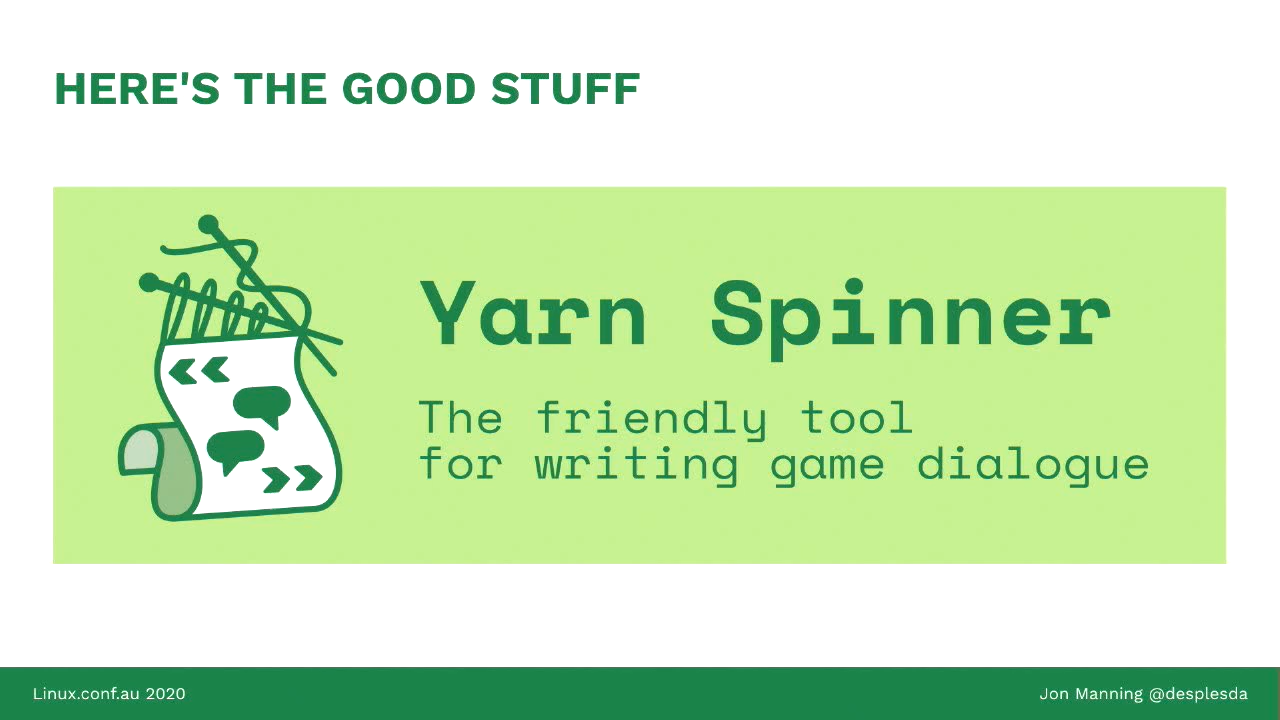 HERE'S THE GOOD STUFF
Yarn Spinner
The friendly tool
for writing game dialogue
Linux.conf.au 2020
Jon Manning @desplesda